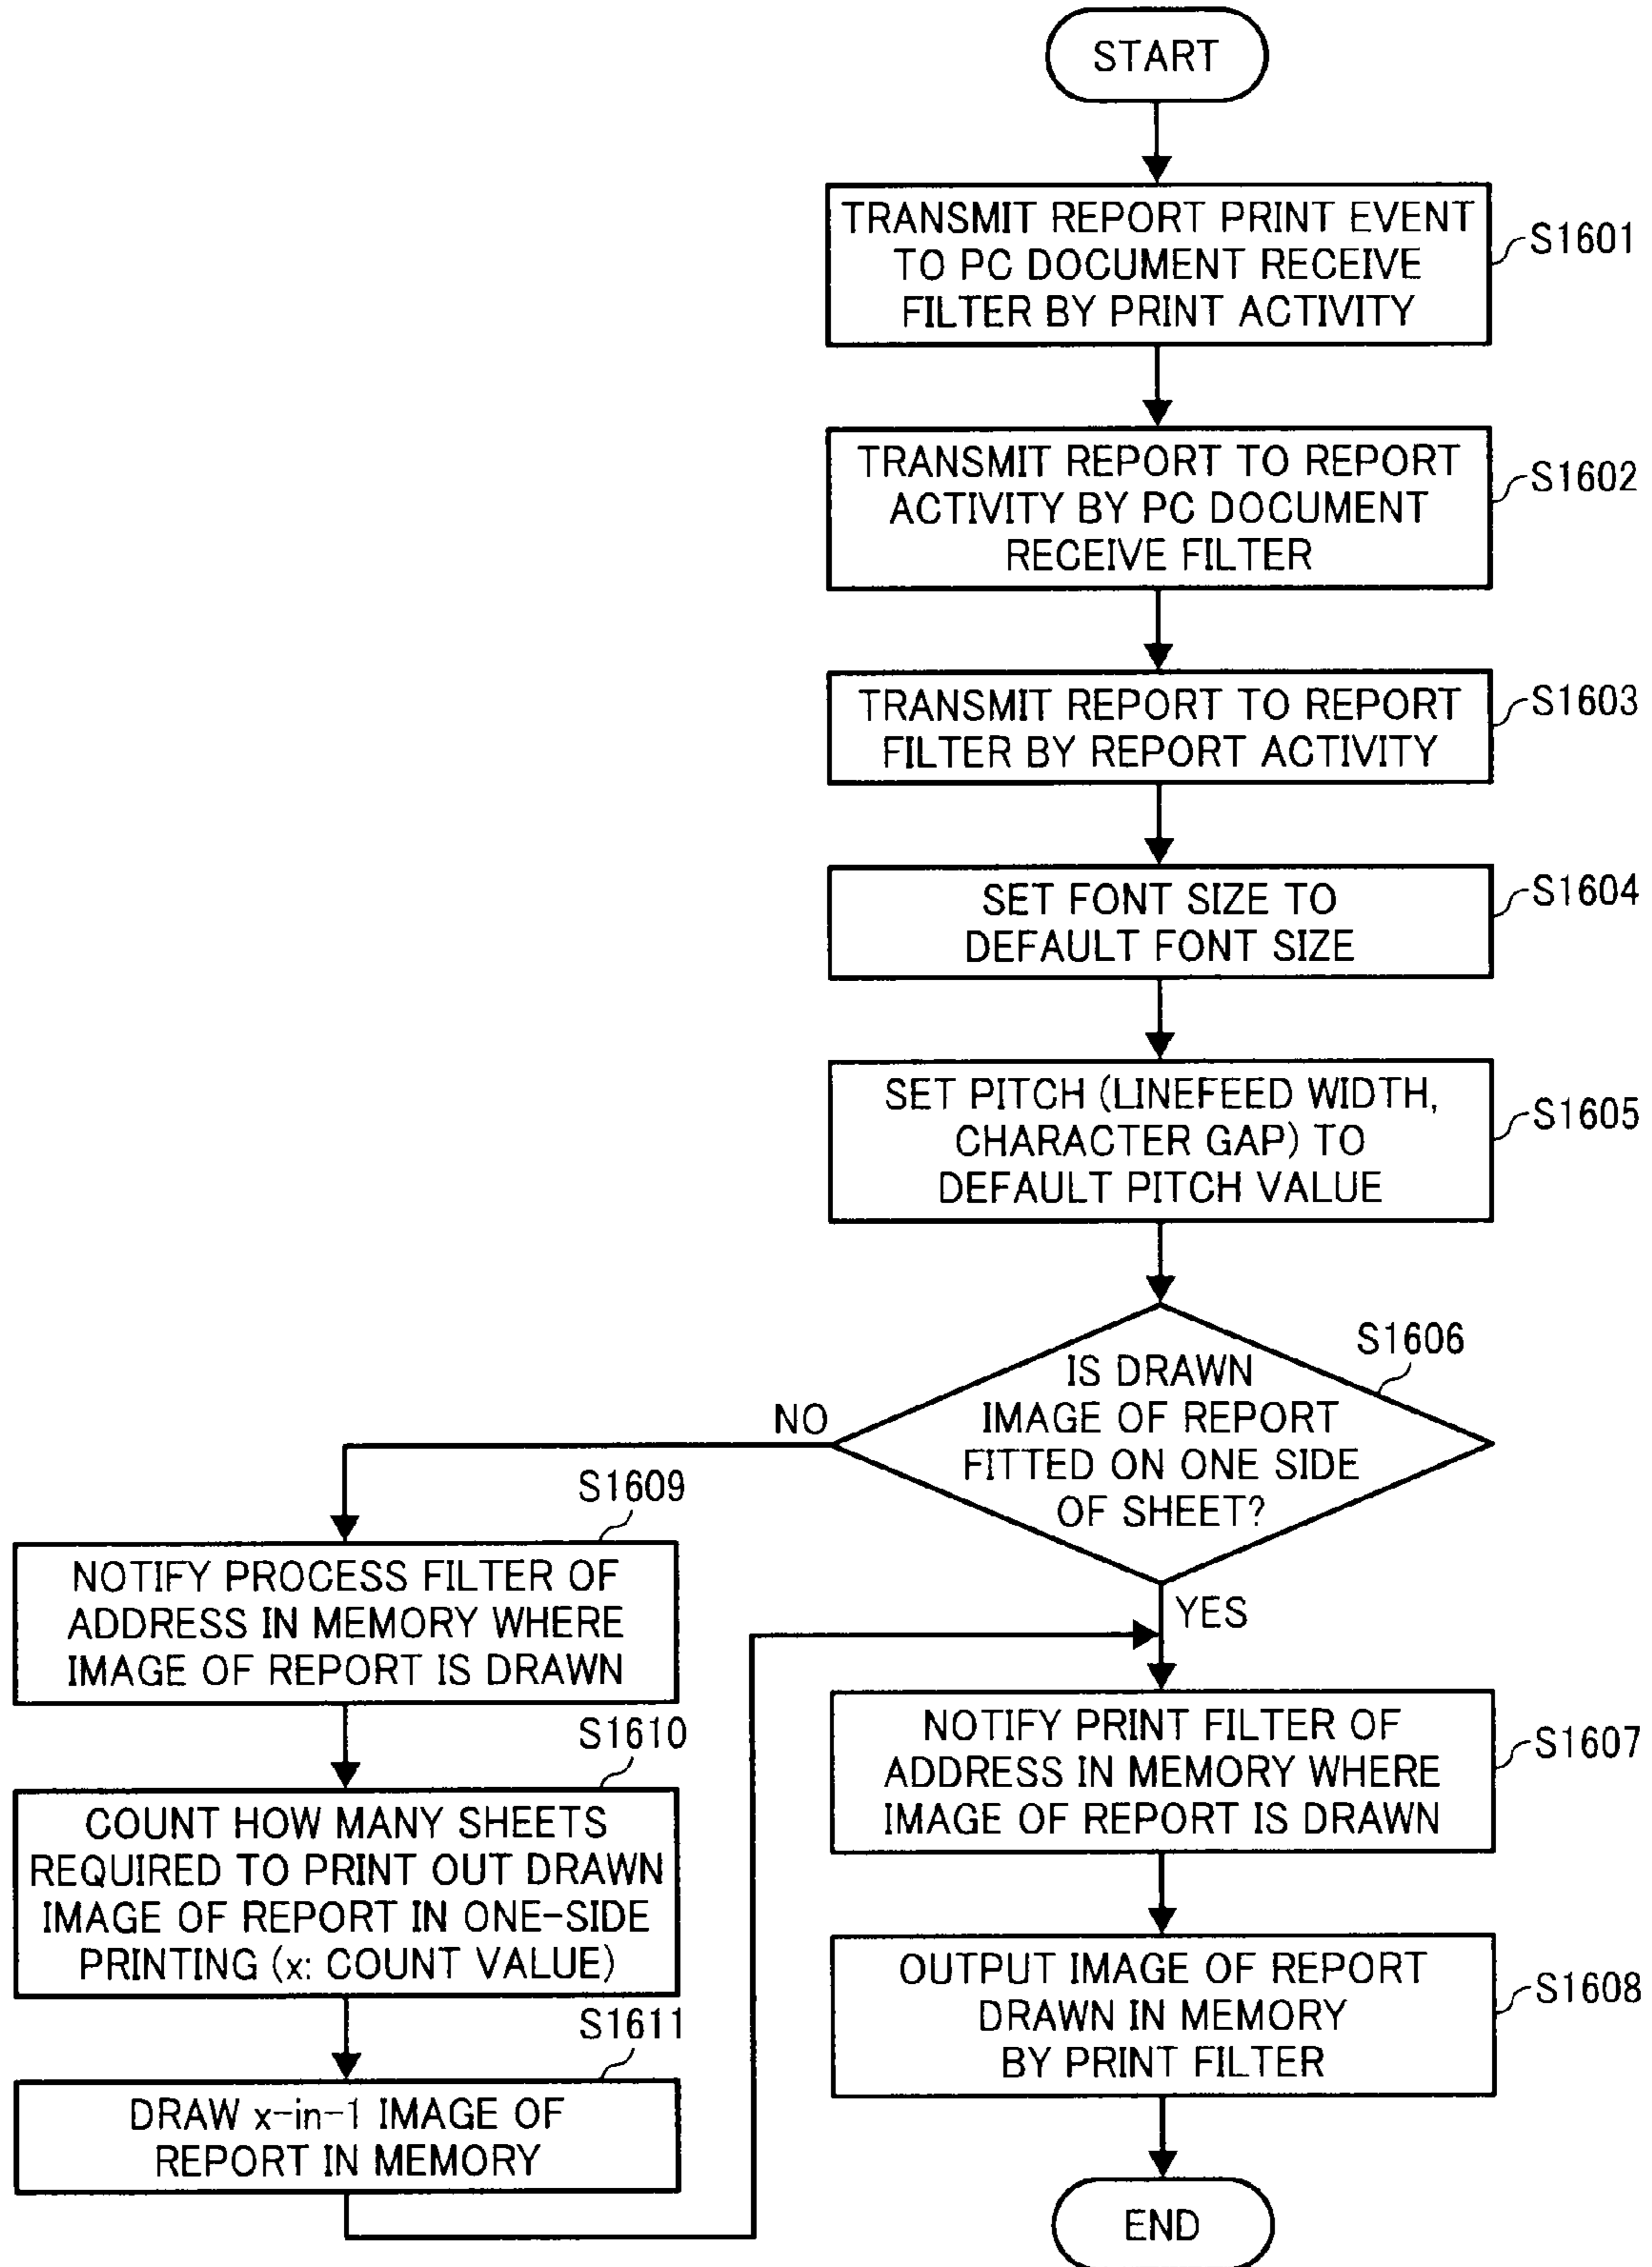 START
TRANSMIT REPORT PRINT EVENT
TO PC DOCUMENT RECEIVE
FILTER BY PRINT ACTIVITY
S1601
TRANSMIT REPORT TO REPORT
ACTIVITY BY PC DOCUMENT
RECEIVE FILTER
S1602
TRANSMIT REPORT TO REPORT
FILTER BY REPORT ACTIVITY
S1603
SET FONT SIZE TO
DEFAULT FONT SIZE
S1604
SET PITCH (LINEFEED WIDTH,
CHARACTER GAP) TO
DEFAULT PITCH VALUE
S1605
S1606
IS DRAWN
IMAGE OF REPORT
FITTED ON ONE SIDE
OF SHEET?
NO
YES
S1609
NOTIFY PROCESS FILTER OF
ADDRESS IN MEMORY WHERE
IMAGE OF REPORT IS DRAWN
S1610
COUNT HOW MANY SHEETS
REQUIRED TO PRINT OUT DRAWN
IMAGE OF REPORT IN ONE-SIDE
PRINTING (x: COUNT VALUE)
S1611
DRAW x-in-1 IMAGE OF
REPORT IN MEMORY
NOTIFY PRINT FILTER OF
ADDRESS IN MEMORY WHERE
IMAGE OF REPORT IS DRAWN
S1607
OUTPUT IMAGE OF REPORT
DRAWN IN MEMORY
BY PRINT FILTER
S1608
END